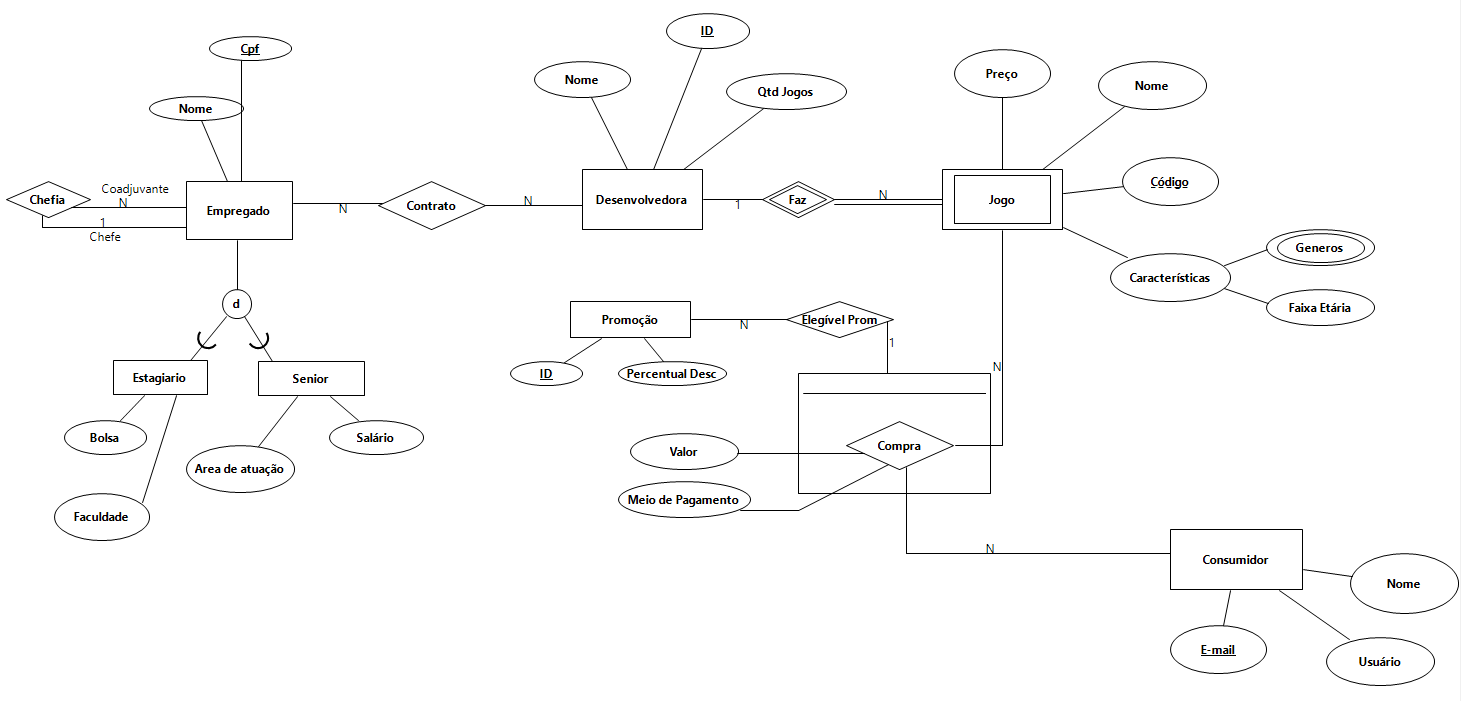 ID
Cpf
Nome
Nome
Qtd Jogos
Preço
Nome
Código
Coadjuvante
Chefia
N
1
Chefe
Empregado
N
Contrato
N
Desenvolvedora
1
Faz
N
Jogo
Características
Generos
Faixa Etária
d
Promoção
N
Elegível Prom
1
ID
Percentual Desc
N
Estagiario
Senior
Bolsa
Salário
Area de atuação
Faculdade
Valor
Compra
Meio de Pagamento
N
Consumidor
Nome
E-mail
Usuário